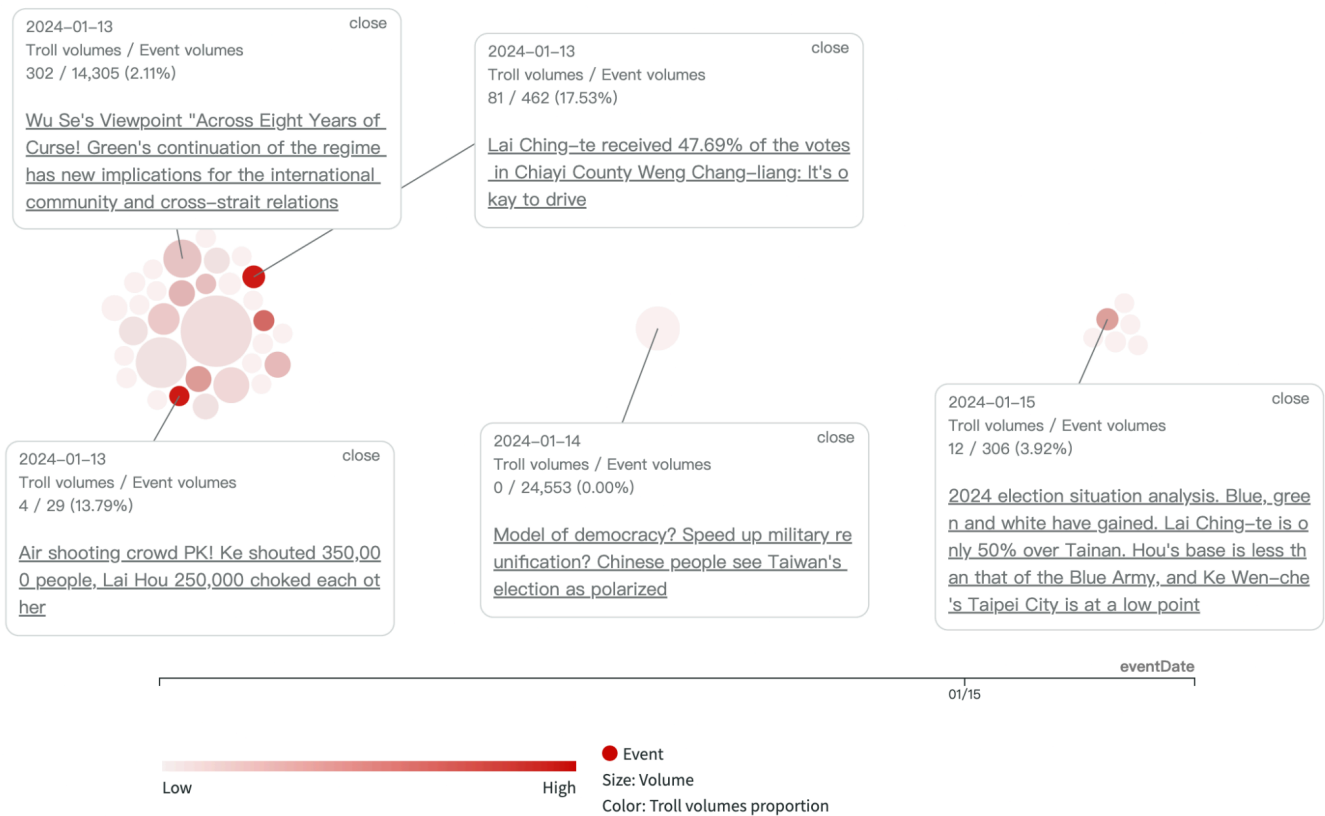 2024-01-13
close
Troll volumes / Event volumes
302 / 14,305 (2.11%)
Wu Se's Viewpoint "Across Eight Years of
Curse! Green's continuation of the regime
has new implications for the international
community and cross-strait relations
2024-01-13
close
Troll volumes / Event volumes
81 / 462 (17.53%)
Lai Ching-te received 47.69% of the votes
in Chiayi County Weng Chang-liang: It's o
kay to drive
2024-01-13
close
Troll volumes / Event volumes
4 / 29 (13.79%)
Air shooting crowd PK! Ke shouted 350,00
0 people, Lai Hou 250,000 choked each ot
her
2024-01-14
close
Troll volumes / Event volumes
0 / 24,553 (0.00%)
Model of democracy? Speed up military re
unification? Chinese people see Taiwan's
election as polarized
2024-01-15
close
Troll volumes / Event volumes
12 / 306 (3.92%)
2024 election situation analysis. Blue, gree
n and white have gained. Lai Ching-te is o
nly 50% over Tainan. Hou's base is less th
an that of the Blue Army, and Ke Wen-che
's Taipei City is at a low point
eventDate
01/15
Low
High
Event
Size: Volume
Color: Troll volumes proportion